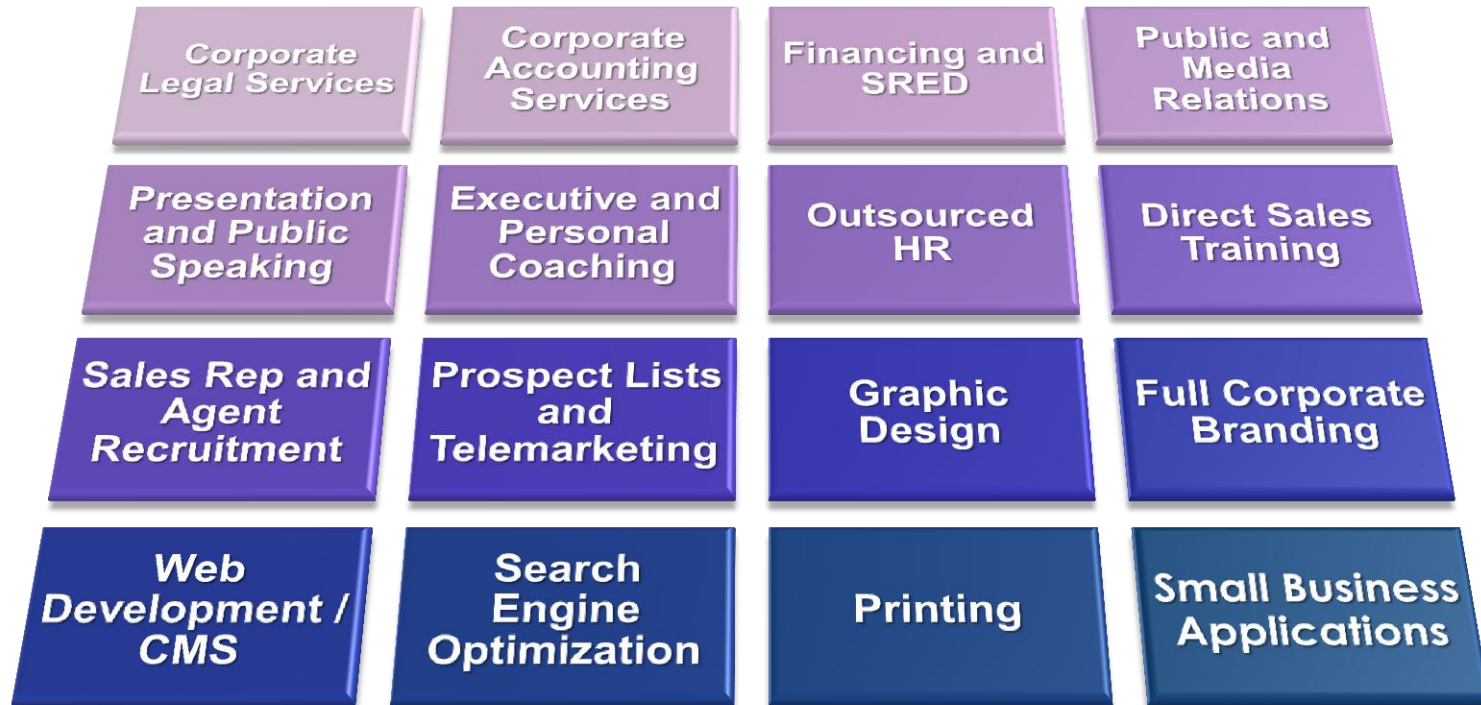 Corporate
Legal Services
Corporate
Accounting
Services
Financing and
SRED
Public and
Media
Relations
Presentation
and Public
Speaking
Executive and
Personal
Coaching
Outsourced
HR
Direct Sales
Training
Sales Rep and
Agent
Recruitment
Prospect Lists
and
Telemarketing
Graphic
Design
Full Corporate
Branding
Web
Development /
CMS
Search
Engine
Optimization
Printing
Small Business
Applications